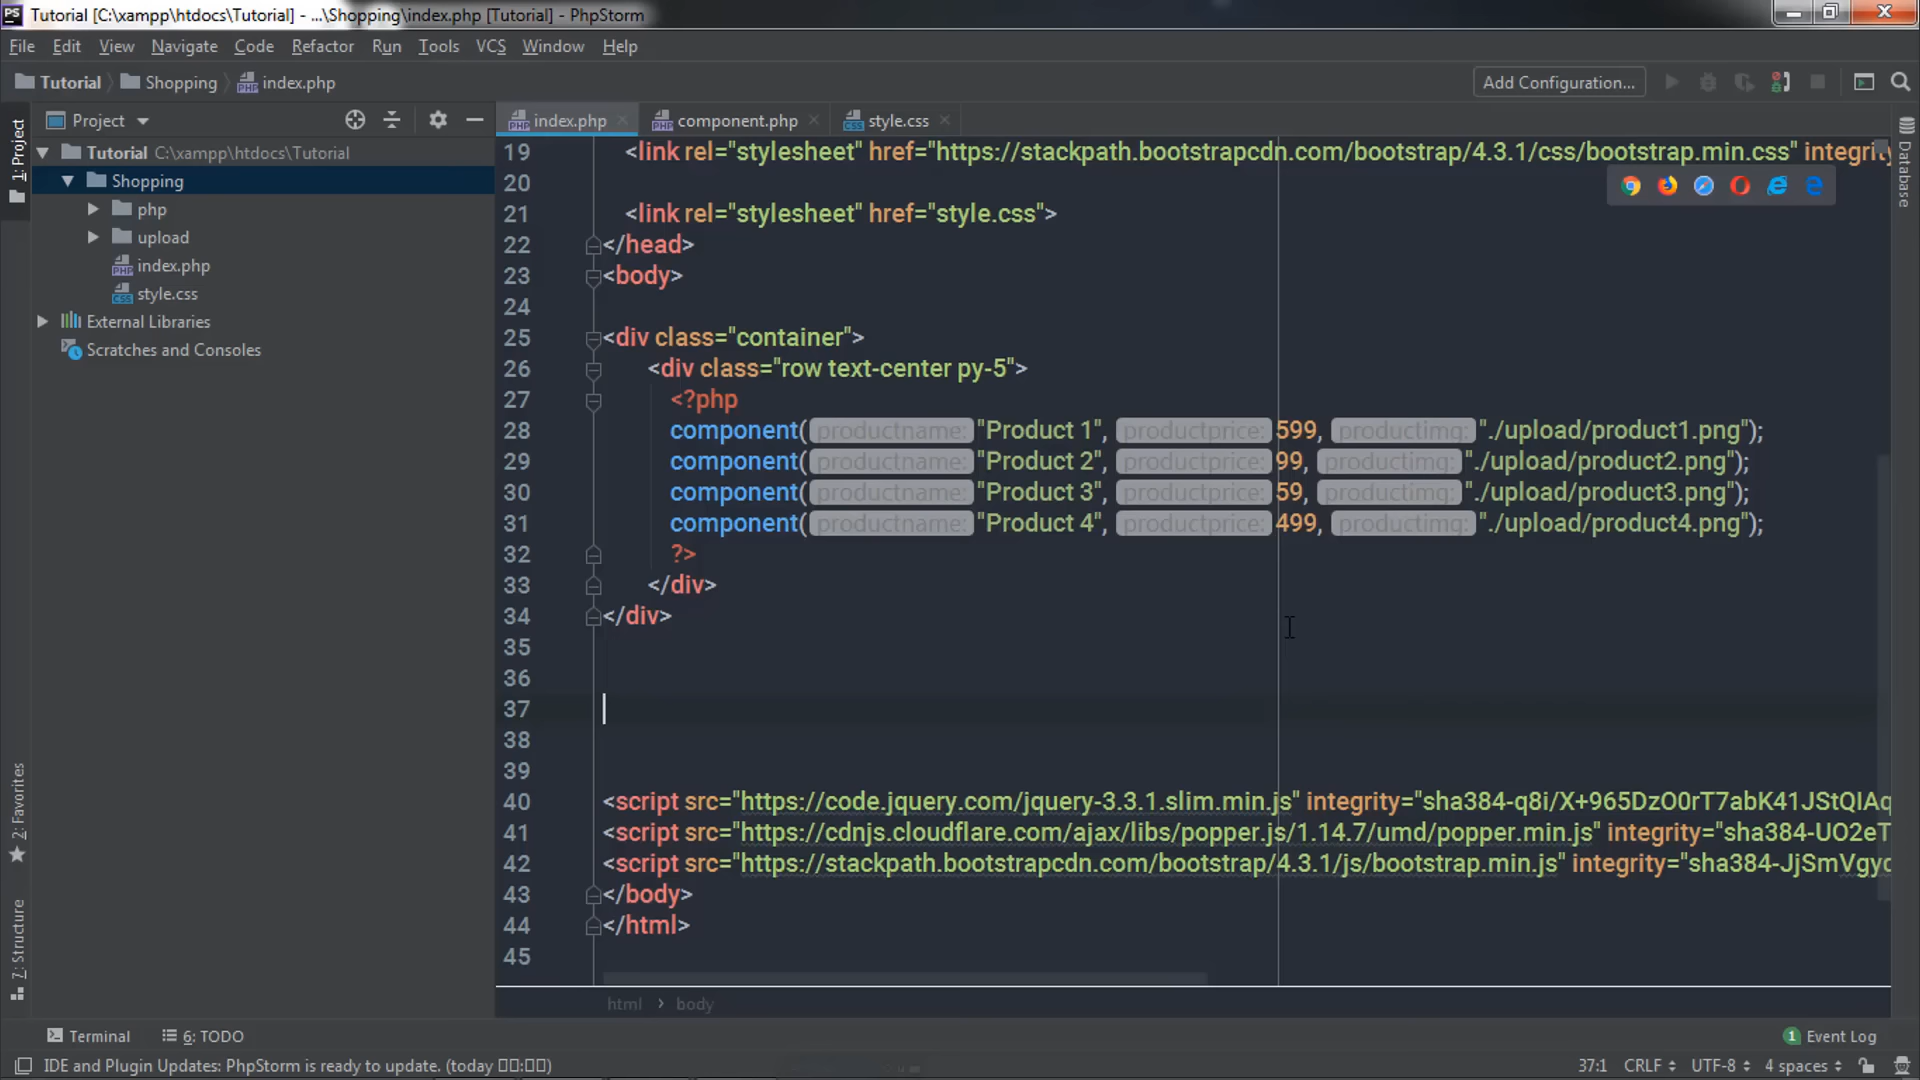 PS Tutorial [C:\xampp\htdocs\Tutorial] - ...\Shopping\index.php [Tutorial] - PhpStorm
File Edit View Navigate Code Refactor Run Tools VCS Window Help
Tutorial Shopping PHP index.php Add Configuration...
1: Project
Project
PHP index.php PHP component.php CSS style.css
Database
Tutorial C:\xampp\htdocs\Tutorial
Shopping
php
upload
PHP index.php
CSS style.css
External Libraries
Scratches and Consoles
19 <link rel="stylesheet" href="https://stackpath.bootstrapcdn.com/bootstrap/4.3.1/css/bootstrap.min.css" integrity
20
21 <link rel="stylesheet" href="style.css">
22 </head>
23 <body>
24
25 <div class="container">
26 <div class="row text-center py-5">
27 <?php
28 component( productname: "Product 1", productprice: 599, productimg: "./upload/product1.png");
29 component( productname: "Product 2", productprice: 99, productimg: "./upload/product2.png");
30 component( productname: "Product 3", productprice: 59, productimg: "./upload/product3.png");
31 component( productname: "Product 4", productprice: 499, productimg: "./upload/product4.png");
32 ?>
33 </div>
34 </div>
35
36
37
38
39
40 <script src="https://code.jquery.com/jquery-3.3.1.slim.min.js" integrity="sha384-q8i/X+965DzO0rT7abK41JStQIAq
41 <script src="https://cdnjs.cloudflare.com/ajax/libs/popper.js/1.14.7/umd/popper.min.js" integrity="sha384-UO2eT
42 <script src="https://stackpath.bootstrapcdn.com/bootstrap/4.3.1/js/bootstrap.min.js" integrity="sha384-JjSmVgyd
43 </body>
44 </html>
45
html > body
2: Favorites
7: Structure
Terminal 6: TODO 1 Event Log
IDE and Plugin Updates: PhpStorm is ready to update. (today 37:1 CRLF UTF-8 4 spaces